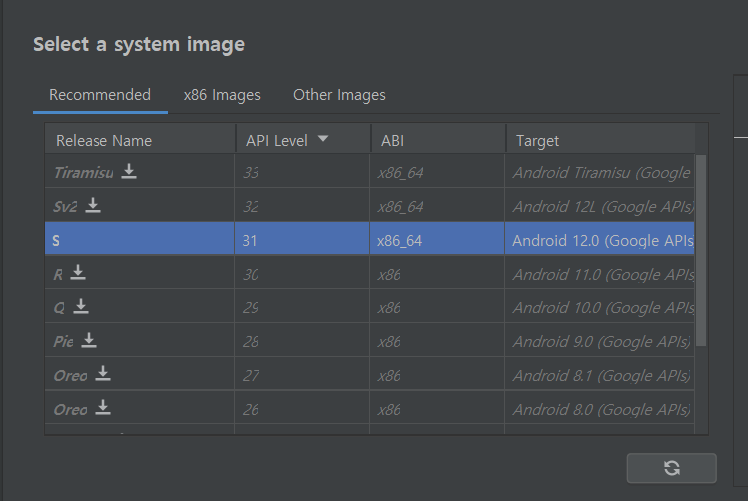 Select a system image
Recommended x86 Images Other Images
Release Name API Level ABI Target
Tiramisu 33 x86_64 Android Tiramisu (Google
Sv2 32 x86_64 Android 12L (Google APIs)
S 31 x86_64 Android 12.0 (Google APIs
R 30 x86 Android 11.0 (Google APIs
Q 29 x86 Android 10.0 (Google APIs
Pie 28 x86 Android 9.0 (Google APIs)
Oreo 27 x86 Android 8.1 (Google APIs)
Oreo 26 x86 Android 8.0 (Google APIs)